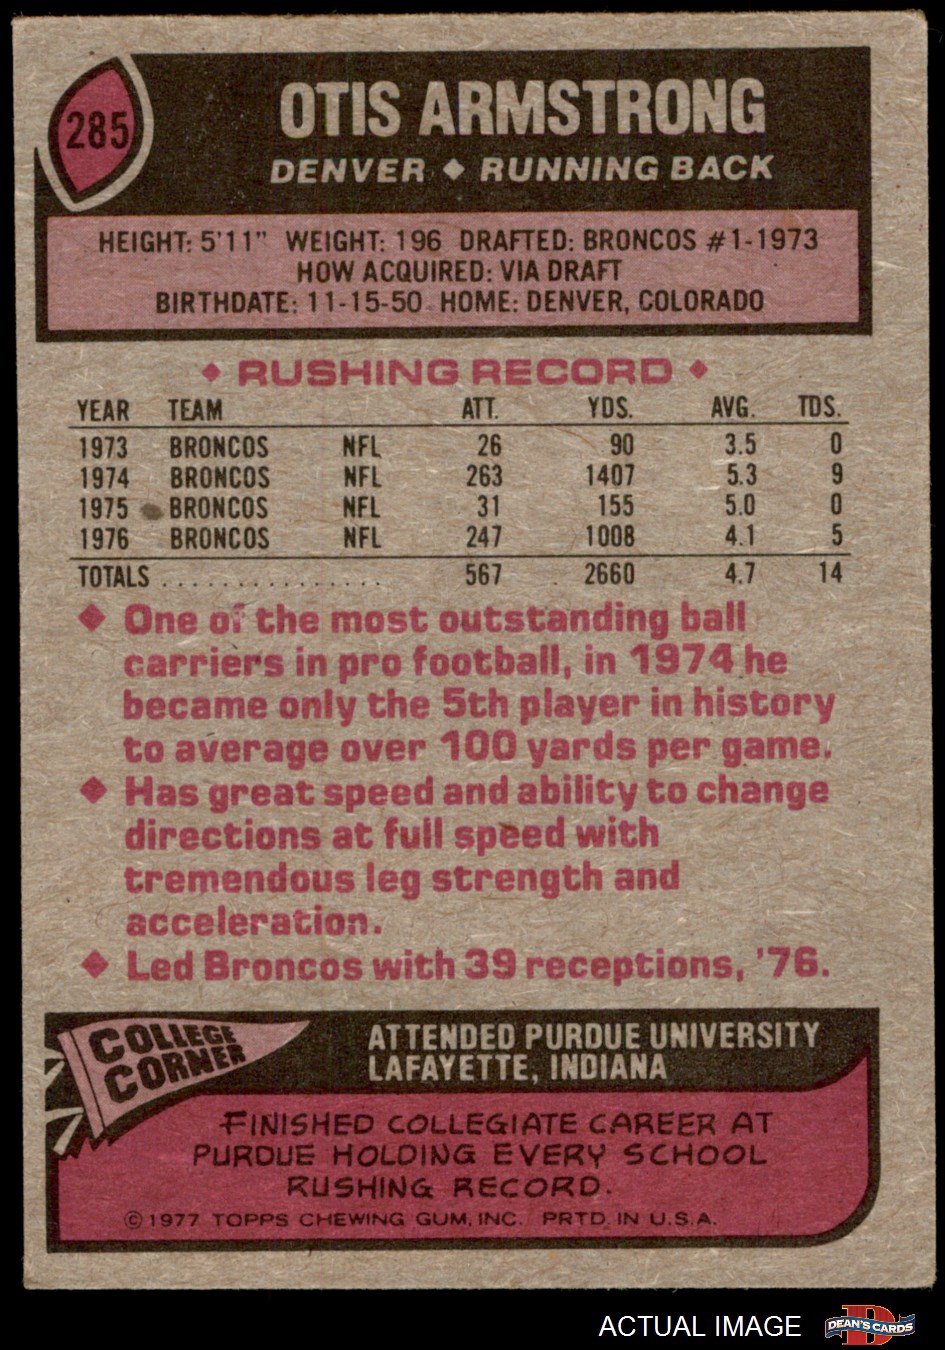 285
OTIS ARMSTRONG
DENVER ◆ RUNNING BACK
HEIGHT: 5'11" WEIGHT: 196 DRAFTED: BRONCOS #1-1973
HOW ACQUIRED: VIA DRAFT
BIRTHDATE: 11-15-50 HOME: DENVER, COLORADO
◆ RUSHING RECORD ◆
YEAR TEAM ATT. YDS. AVG. TDS.
1973 BRONCOS NFL 26 90 3.5 0
1974 BRONCOS NFL 263 1407 5.3 9
1975 BRONCOS NFL 31 155 5.0 0
1976 BRONCOS NFL 247 1008 4.1 5
TOTALS . . . . . . . . . . . . . . . 567 2660 4.7 14
◆ One of the most outstanding ball
carriers in pro football, in 1974 he
became only the 5th player in history
to average over 100 yards per game.
◆ Has great speed and ability to change
directions at full speed with
tremendous leg strength and
acceleration.
◆ Led Broncos with 39 receptions, '76.
COLLEGE
CORNER
ATTENDED PURDUE UNIVERSITY
LAFAYETTE, INDIANA
FINISHED COLLEGIATE CAREER AT
PURDUE HOLDING EVERY SCHOOL
RUSHING RECORD.
©1977 TOPPS CHEWING GUM, INC. PRTD. IN U.S.A.
ACTUAL IMAGE
D
DEAN'S CARDS